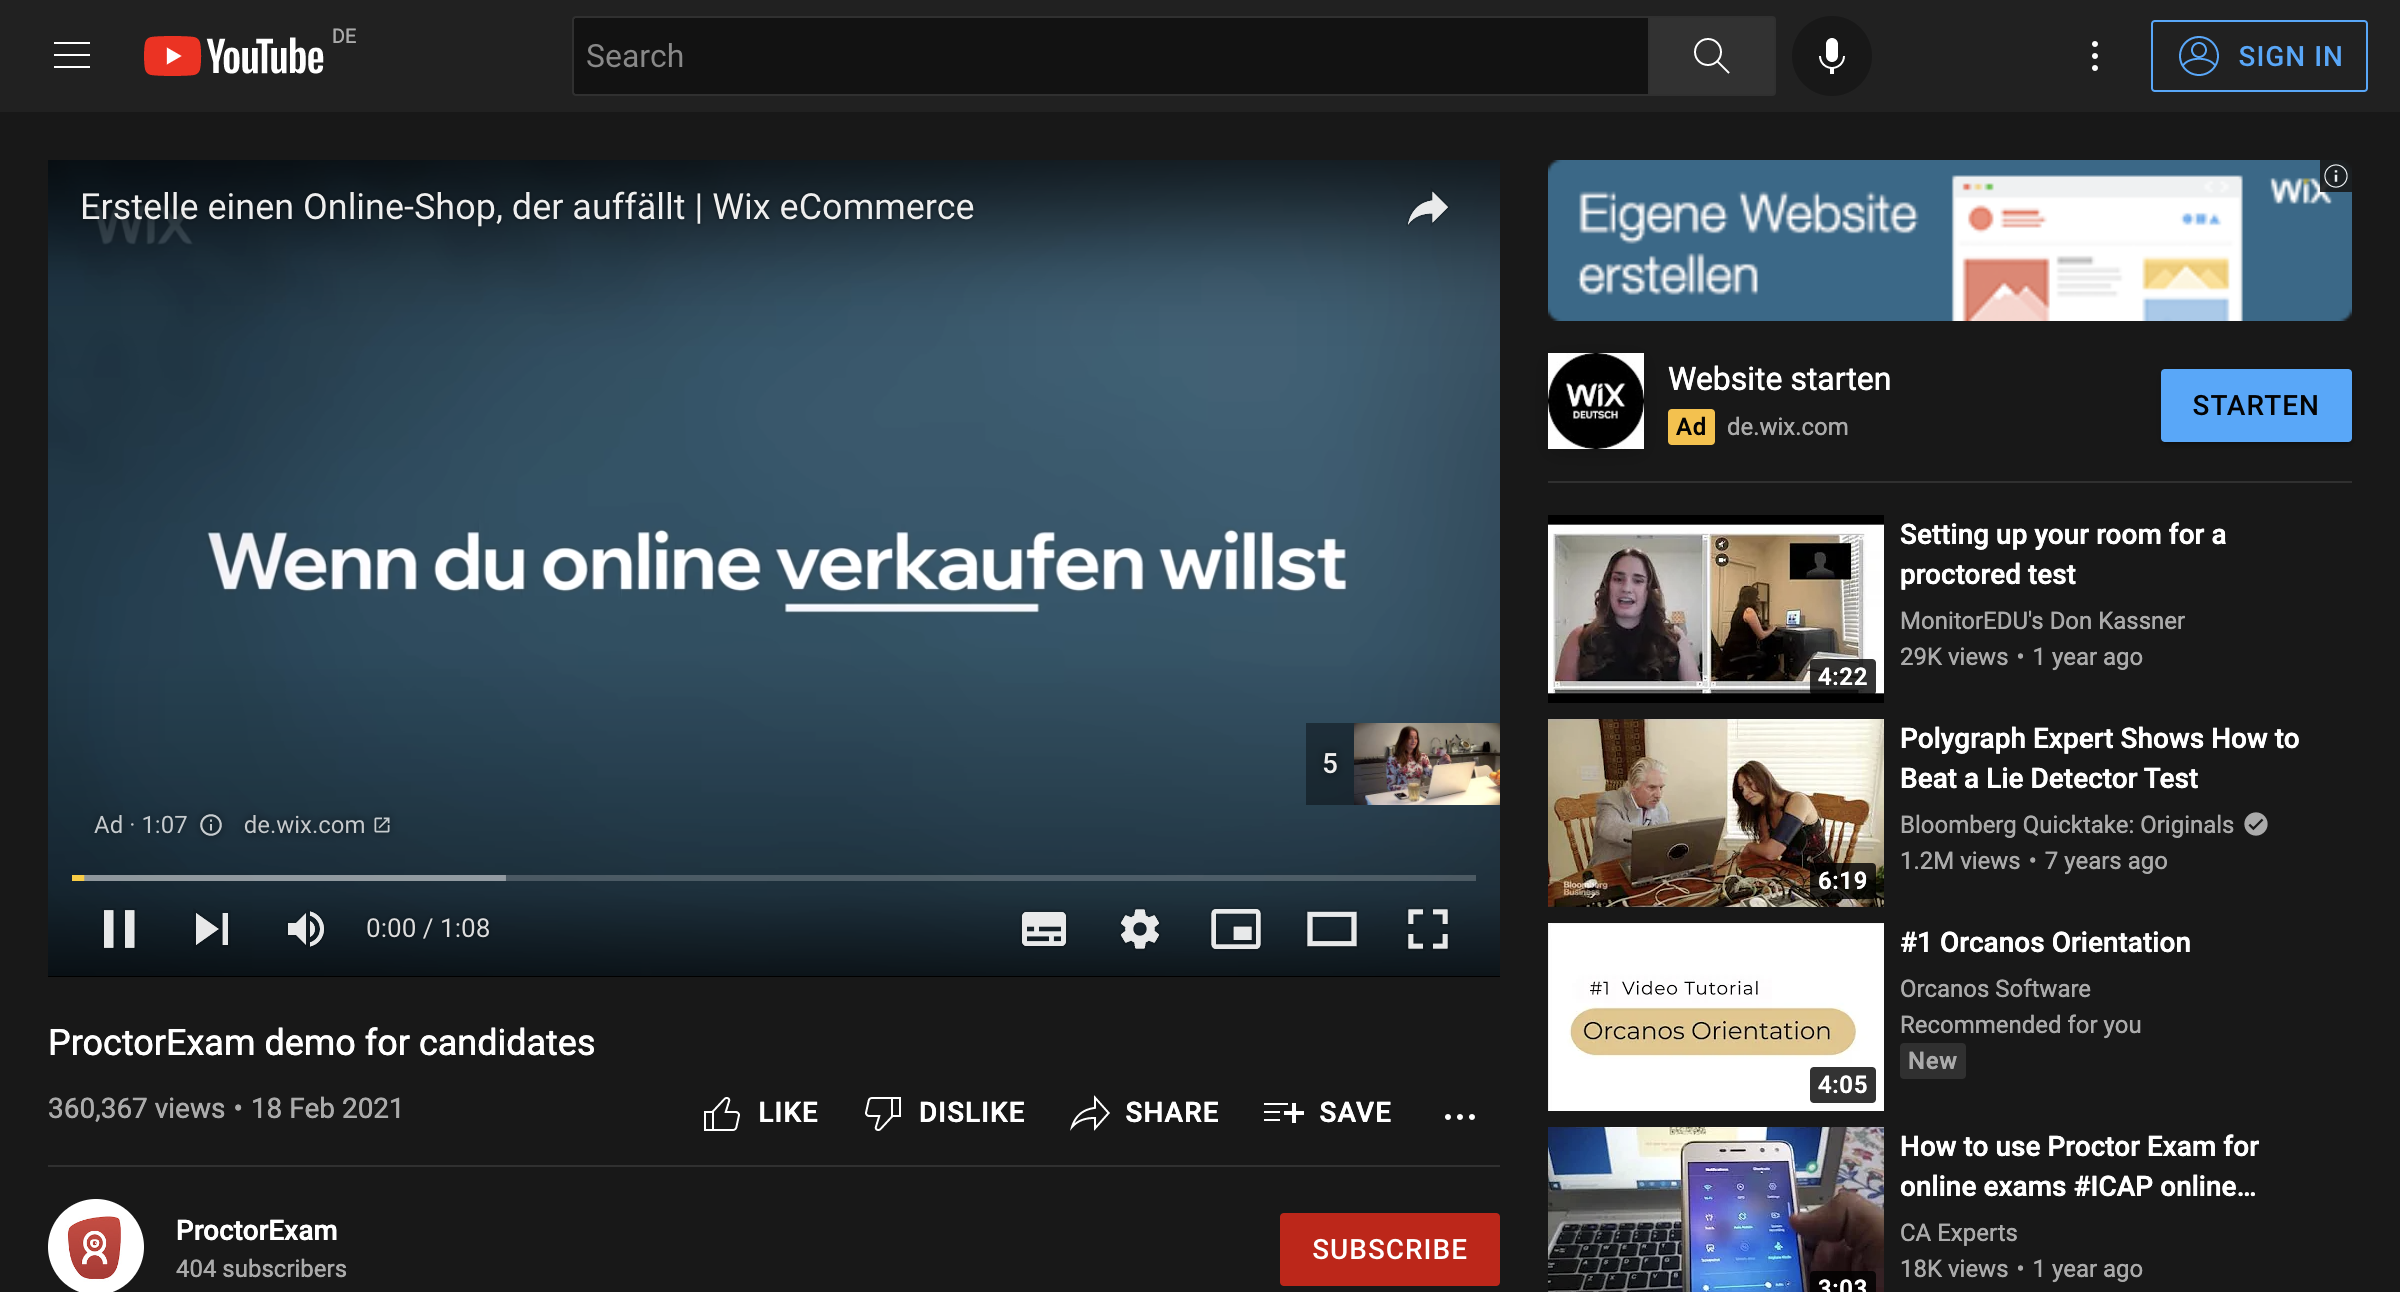 YouTube DE
Search
SIGN IN
Erstelle einen Online-Shop, der auffällt | Wix eCommerce
WiX
Wenn du online verkaufen willst
5
Ad · 1:07 de.wix.com
0:00 / 1:08
ProctorExam demo for candidates
360,367 views • 18 Feb 2021
LIKE DISLIKE SHARE SAVE ...
ProctorExam
404 subscribers
SUBSCRIBE
Eigene Website
erstellen
WiX
WiX
DEUTSCH
Website starten
Ad de.wix.com
STARTEN
4:22
Setting up your room for a
proctored test
MonitorEDU's Don Kassner
29K views • 1 year ago
Bloomberg
Business
6:19
Polygraph Expert Shows How to
Beat a Lie Detector Test
Bloomberg Quicktake: Originals
1.2M views • 7 years ago
#1 Video Tutorial
Orcanos Orientation
4:05
#1 Orcanos Orientation
Orcanos Software
Recommended for you
New
3:03
How to use Proctor Exam for
online exams #ICAP online...
CA Experts
18K views • 1 year ago